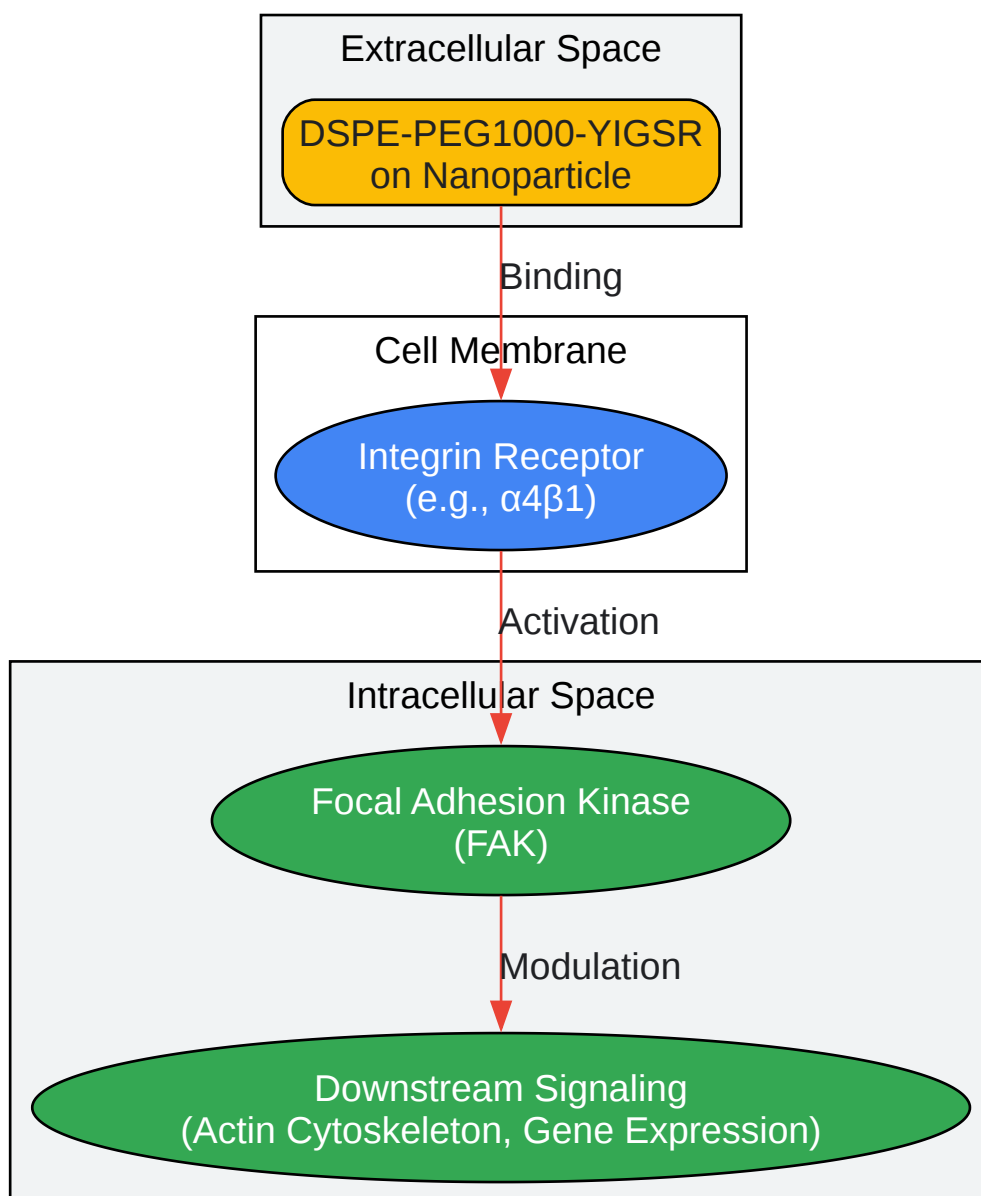 Extracellular Space
DSPE-PEG1000-YIGSR
on Nanoparticle
Binding
Cell Membrane
Integrin Receptor
(e.g., α4β1)
Activation
Intracellular Space
Focal Adhesion Kinase
(FAK)
Modulation
Downstream Signaling
(Actin Cytoskeleton, Gene Expression)